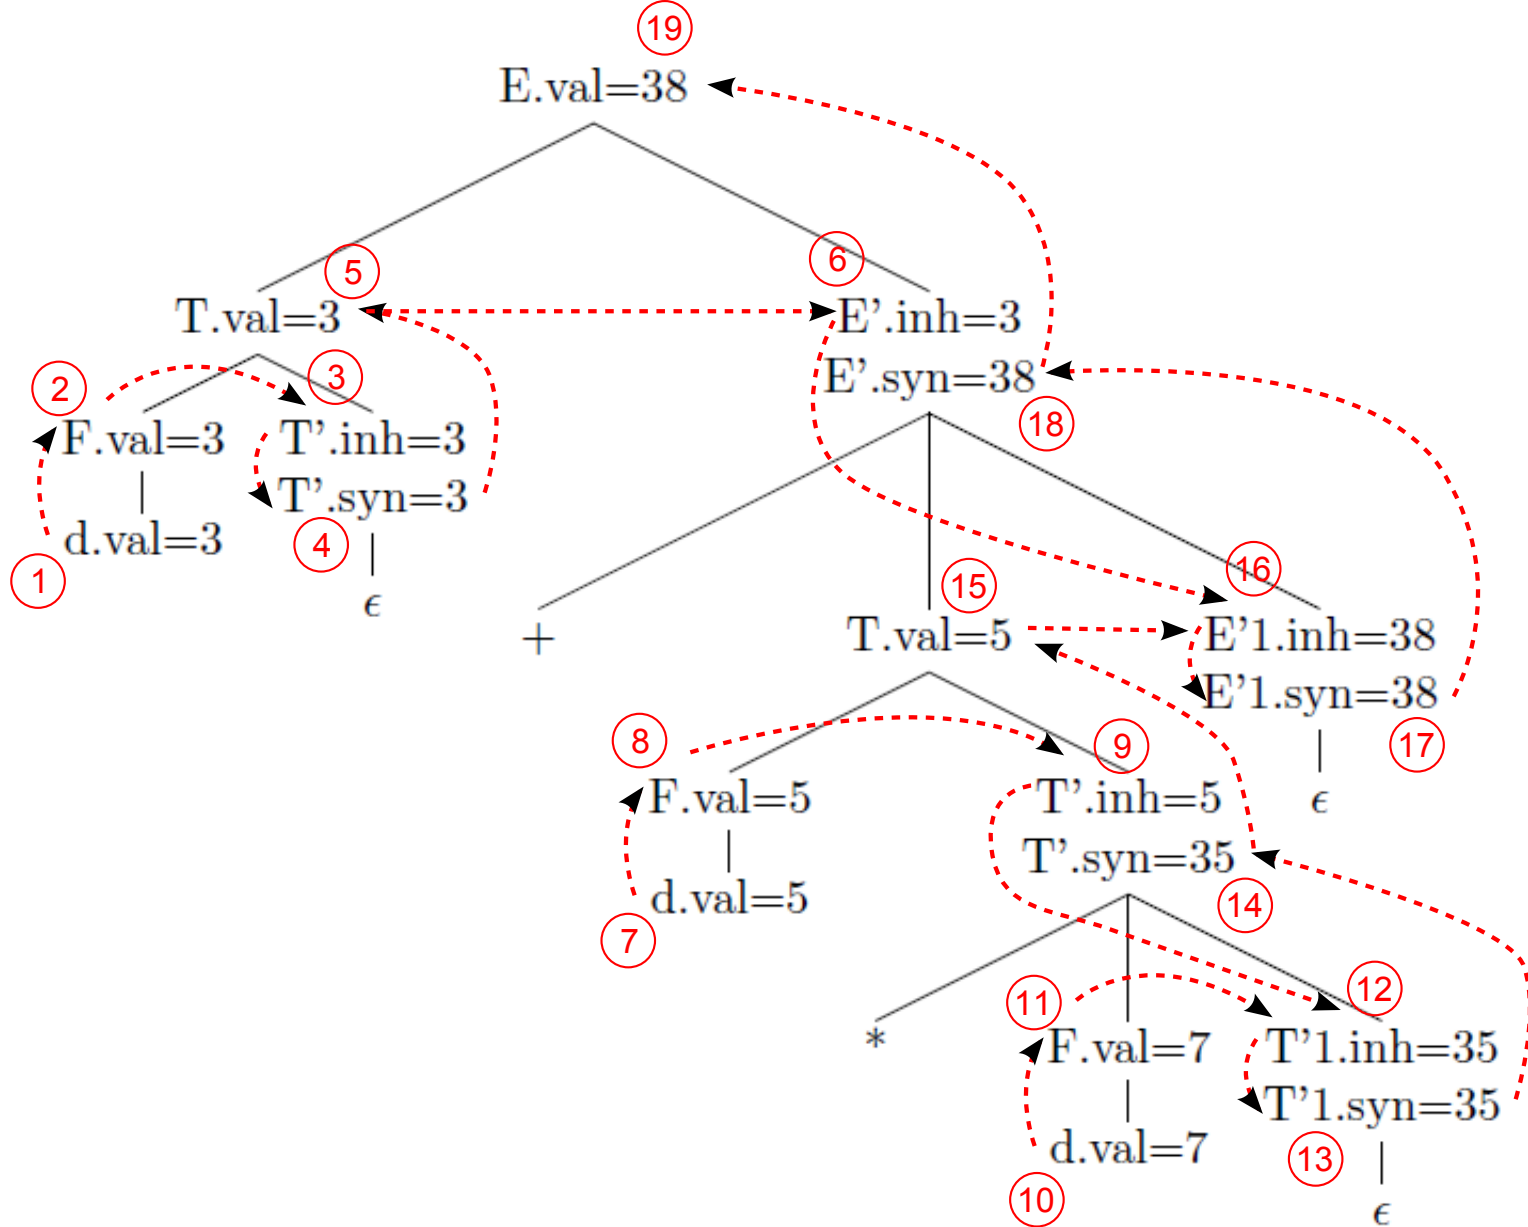 19
E.val=38
5 6
T.val=3 E'.inh=3
E'.syn=38
2 3
18
F.val=3 T'.inh=3
T'.syn=3
d.val=3
1 4
ϵ
15 16
+ T.val=5 E'1.inh=38
E'1.syn=38
8 9 17
F.val=5 T'.inh=5 ϵ
T'.syn=35
d.val=5
7 14
11 12
* F.val=7 T'1.inh=35
T'1.syn=35
d.val=7
10 13
ϵ